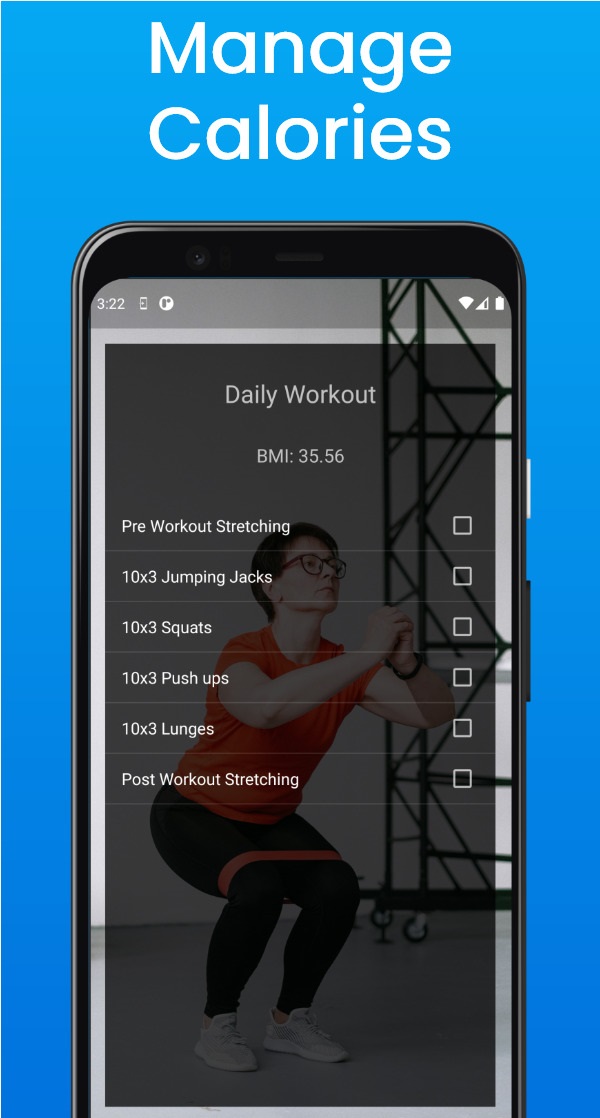 Manage
Calories
3:22
Daily Workout
BMI: 35.56
Pre Workout Stretching
10x3 Jumping Jacks
10x3 Squats
10x3 Push ups
10x3 Lunges
Post Workout Stretching